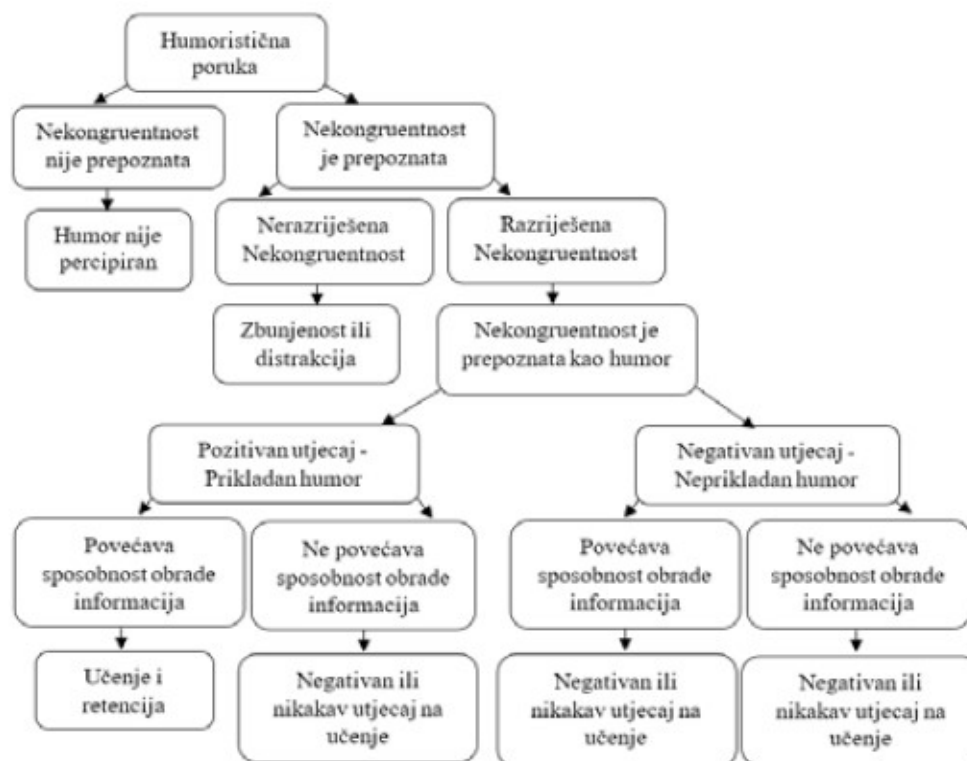 Humoristična
poruka
Nekongruentnost
nije prepoznata
Nekongruentnost
je prepoznata
Humor nije
percipiran
Nerazriješena
Nekongruentnost
Razriješena
Nekongruentnost
Zbunjenost ili
distrakcija
Nekongruentnost je
prepoznata kao humor
Pozitivan utjecaj -
Prikladan humor
Negativan utjecaj -
Neprikladan humor
Povećava
sposobnost obrade
informacija
Ne povećava
sposobnost obrade
informacija
Povećava
sposobnost obrade
informacija
Ne povećava
sposobnost obrade
informacija
Učenje i
retencija
Negativan ili
nikakav utjecaj na
učenje
Negativan ili
nikakav utjecaj na
učenje
Negativan ili
nikakav utjecaj na
učenje